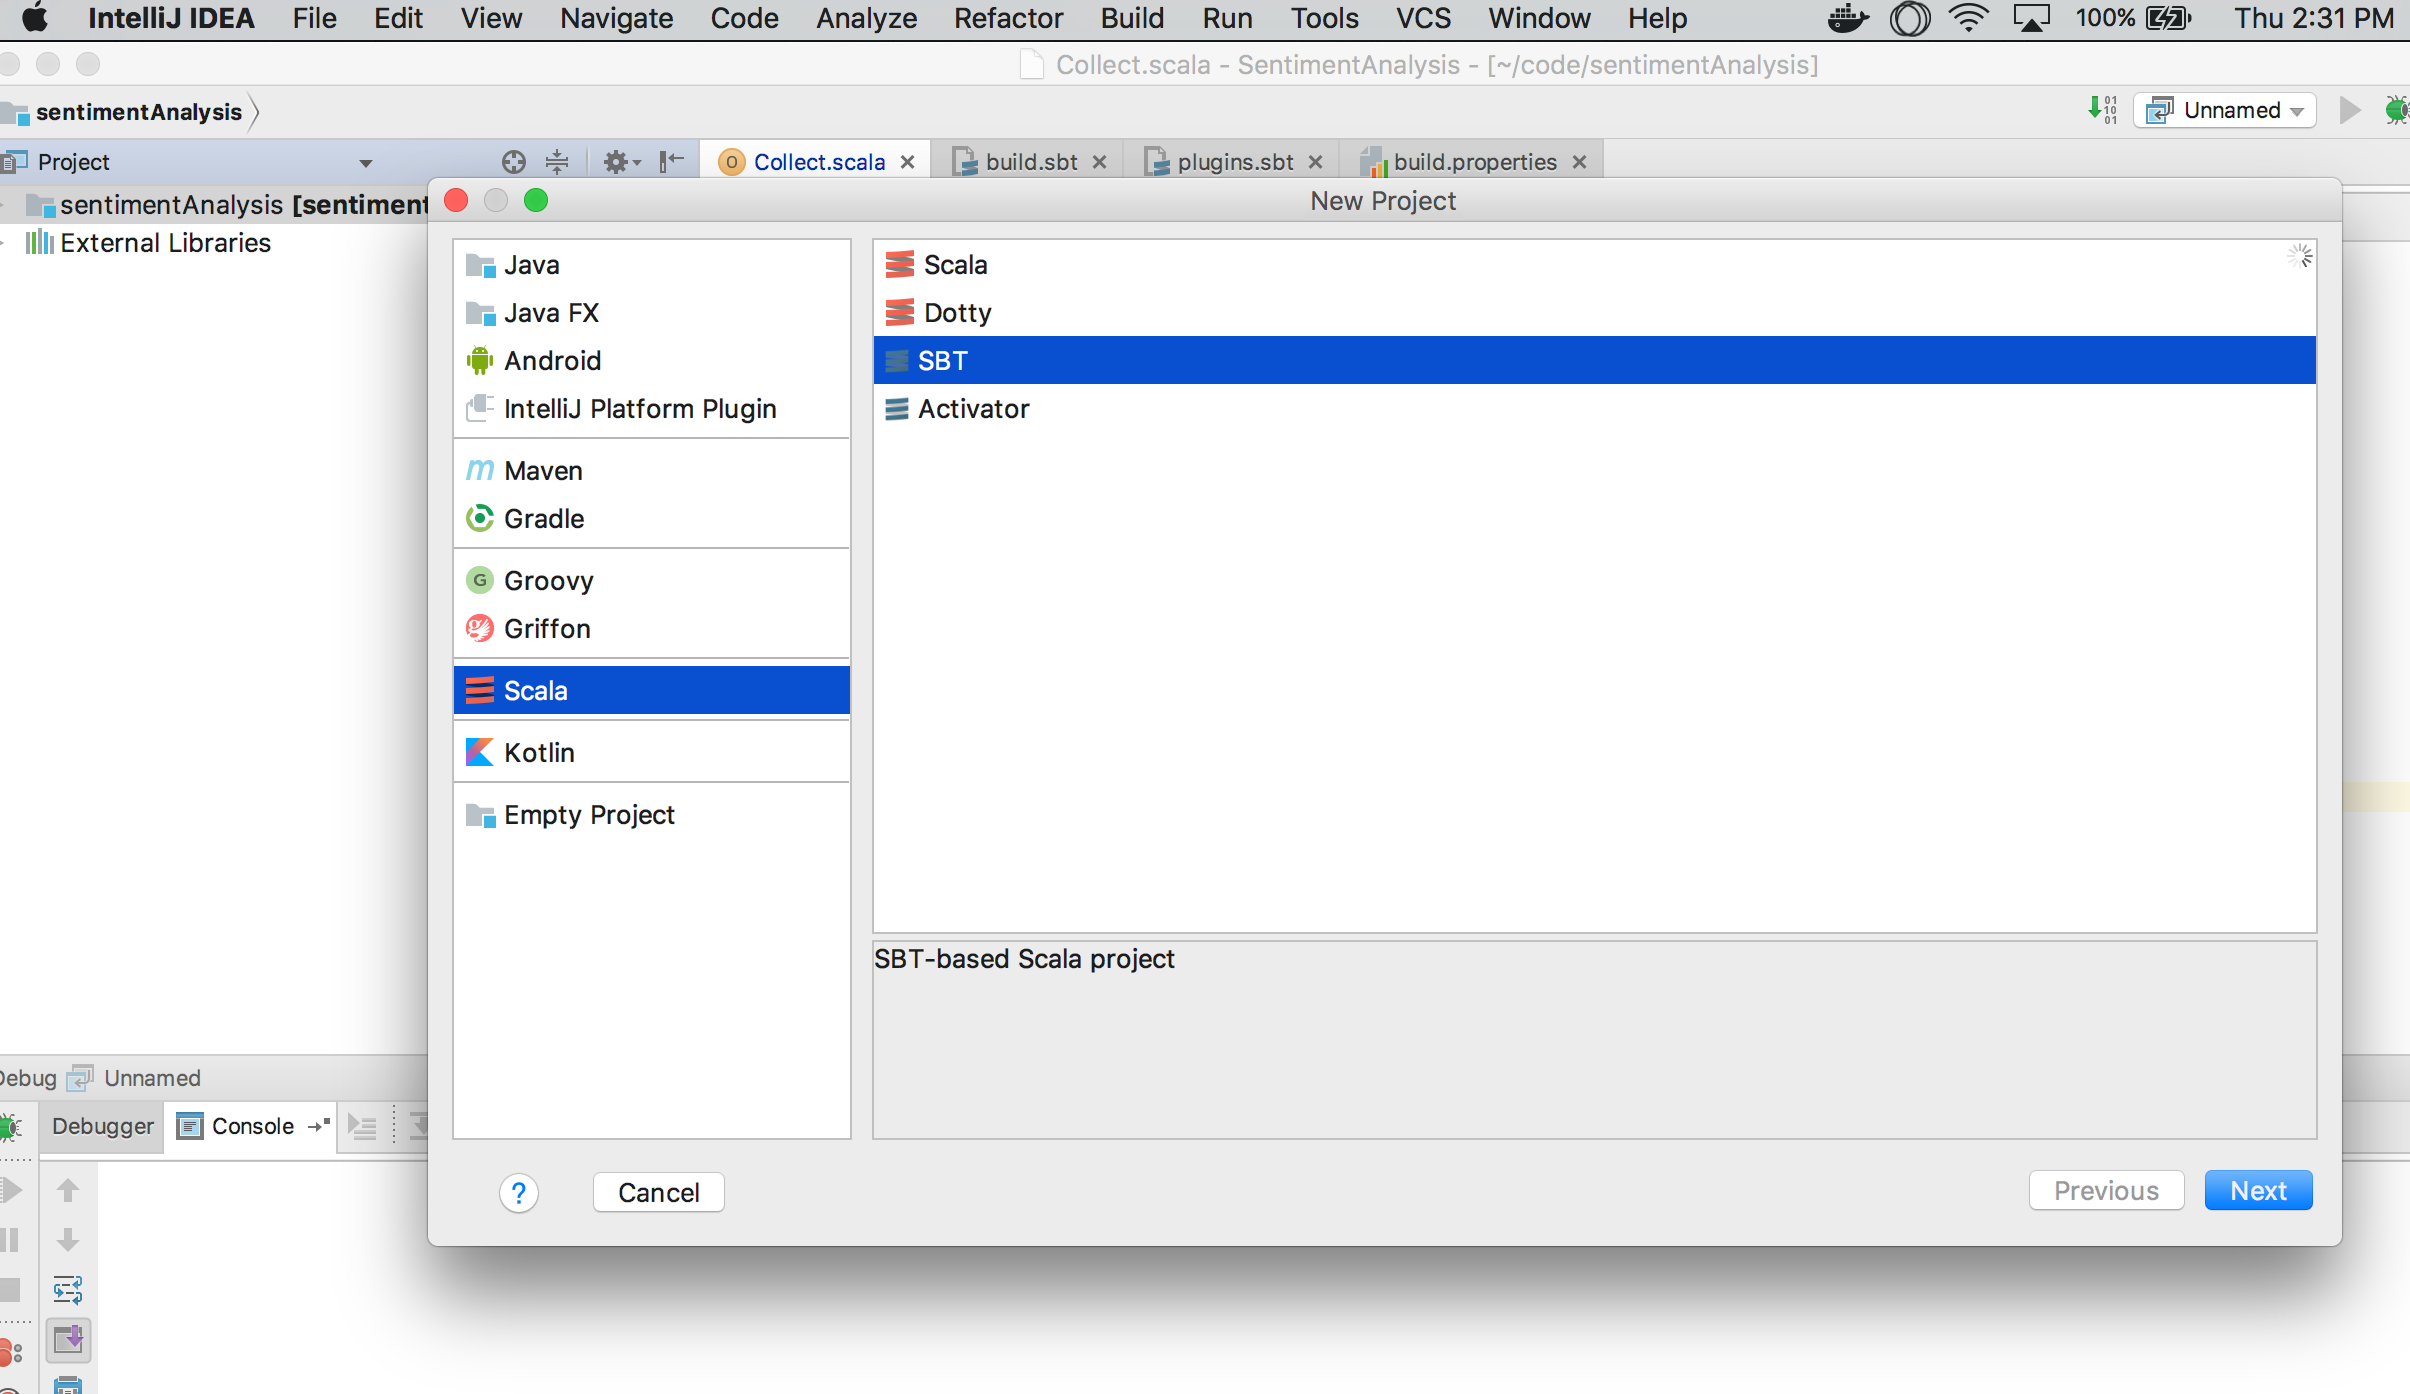 IntelliJ IDEA File Edit View Navigate Code Analyze Refactor Build Run Tools VCS Window Help 100% Thu 2:31 PM
Collect.scala - SentimentAnalysis - [~/code/sentimentAnalysis]
sentimentAnalysis Unnamed
Project Collect.scala build.sbt plugins.sbt build.properties
sentimentAnalysis [sentiment
External Libraries
New Project
Java
Java FX
Android
IntelliJ Platform Plugin
Maven
Gradle
Groovy
Griffon
Scala
Kotlin
Empty Project
Scala
Dotty
SBT
Activator
SBT-based Scala project
? Cancel Previous Next
Debug Unnamed
Debugger Console